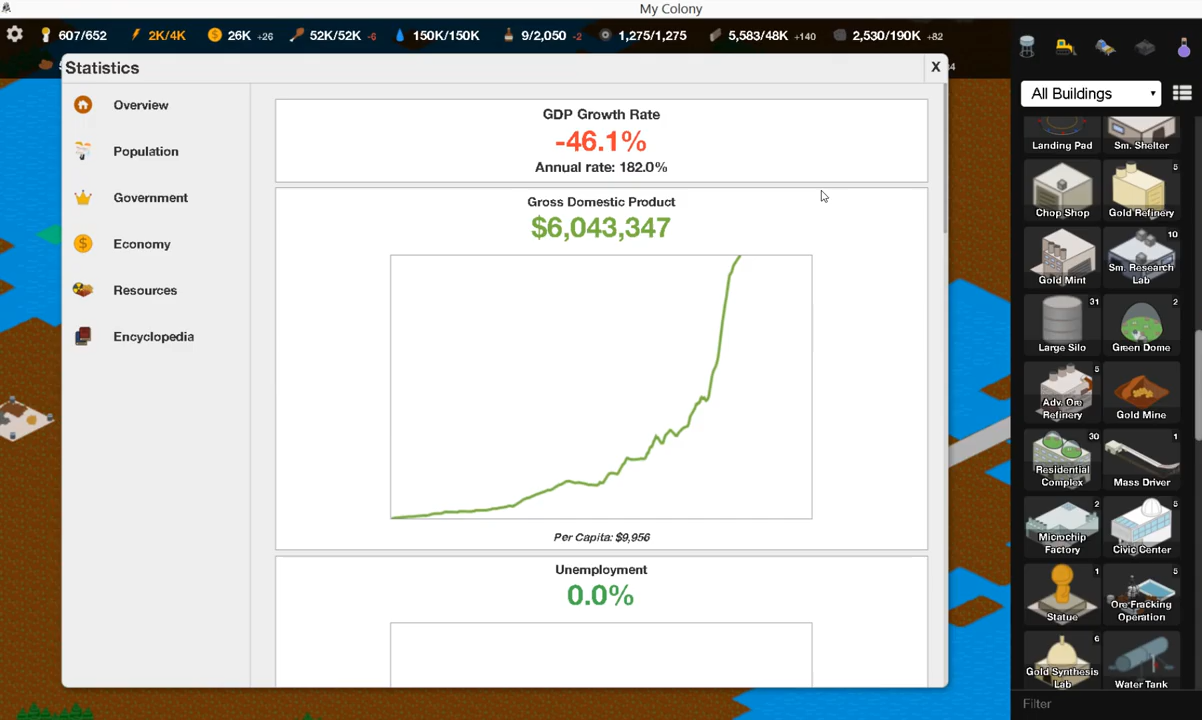 My Colony
607/652 2K/4K 26K +26 52K/52K -6 150K/150K 9/2,050 -2 1,275/1,275 5,583/48K +140 2,530/190K +82
Statistics X
Overview
Population
Government
Economy
Resources
Encyclopedia
GDP Growth Rate
-46.1%
Annual rate: 182.0%
Gross Domestic Product
$6,043,347
Per Capita: $9,956
Unemployment
0.0%
All Buildings
Landing Pad
Sm. Shelter
Chop Shop
5
Gold Refinery
Gold Mint
10
Sm. Research
Lab
31
Large Silo
2
Green Dome
5
Adv. Ore
Refinery
Gold Mine
30
Residential
Complex
1
Mass Driver
2
Microchip
Factory
5
Civic Center
1
Statue
5
Ore Fracking
Operation
6
Gold Synthesis
Lab
Water Tank
Filter